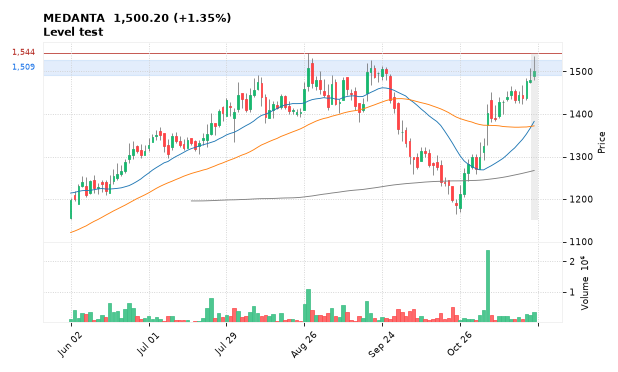 MEDANTA 1,500.20 (+1.35%)
Level test
1,544
1,509
1500
1400
1300
1200
1100
Price
2
1
Volume 10⁶
Jun 02
Jul 01
Jul 29
Aug 26
Sep 24
Oct 26